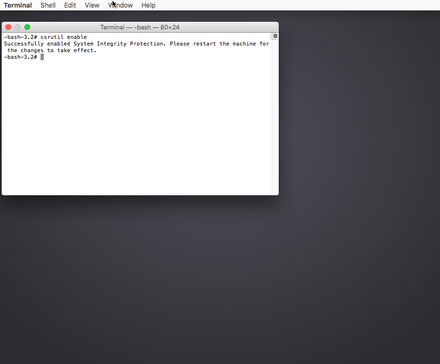 Terminal Shell Edit View Window Help
Terminal — -bash — 80×24
-bash-3.2# csrutil enable
Successfully enabled System Integrity Protection. Please restart the machine for
the changes to take effect.
-bash-3.2#